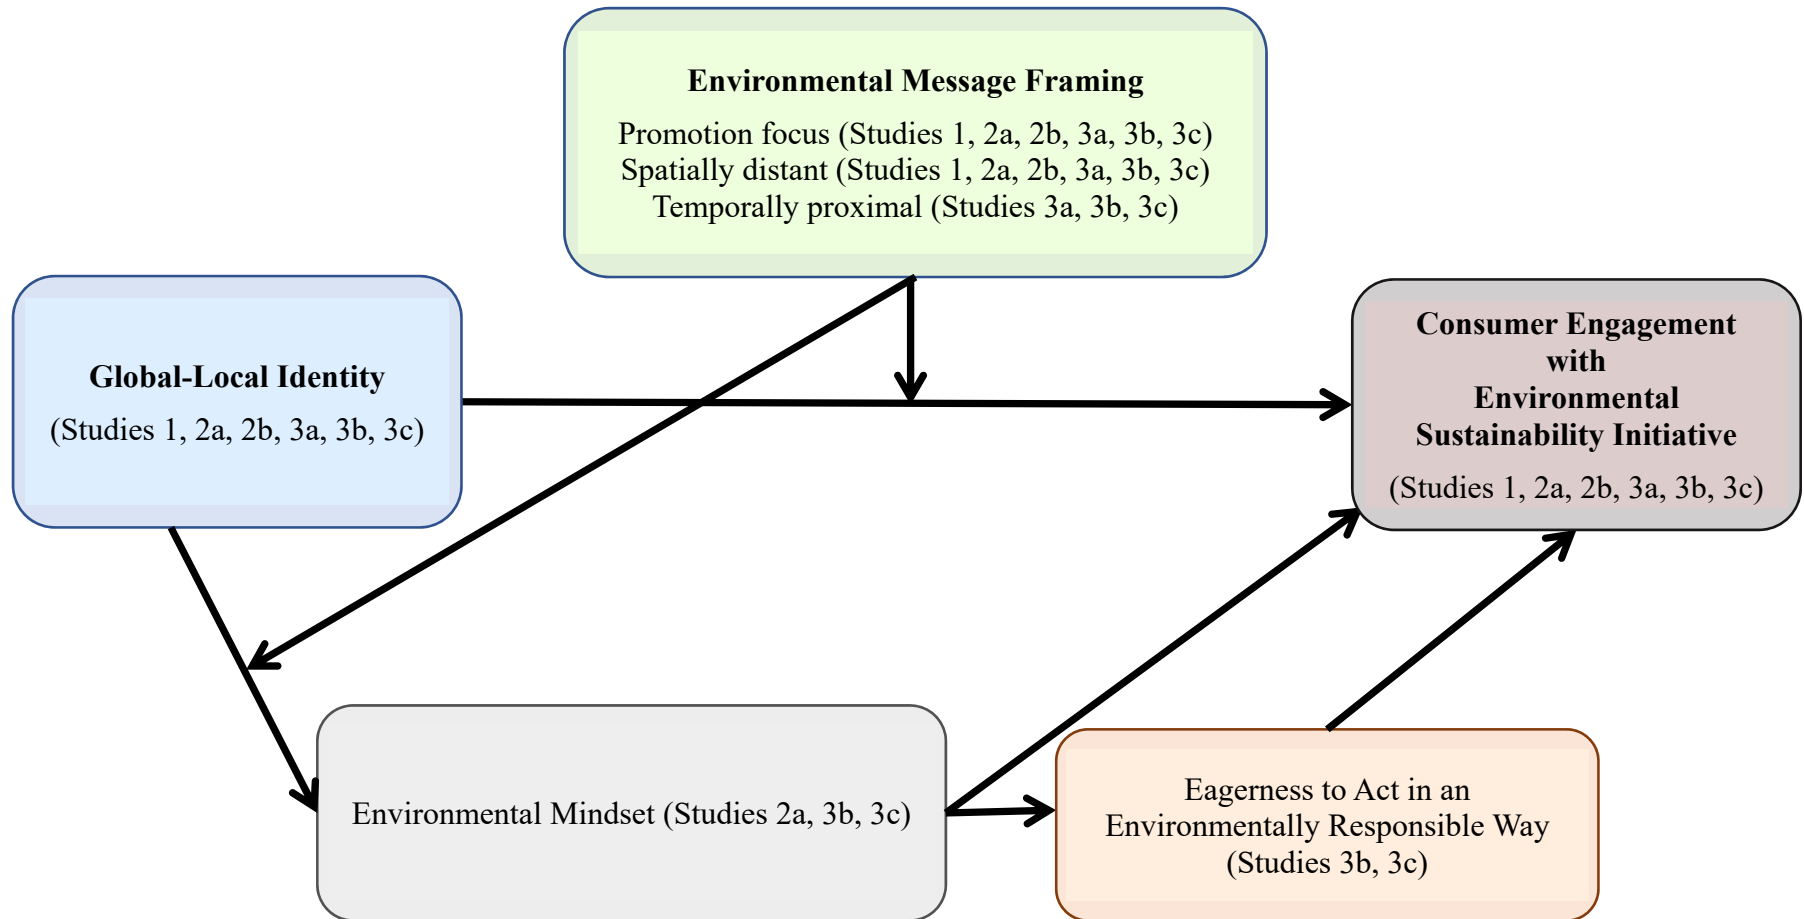 Environmental Message Framing
Promotion focus (Studies 1, 2a, 2b, 3a, 3b, 3c)
Spatially distant (Studies 1, 2a, 2b, 3a, 3b, 3c)
Temporally proximal (Studies 3a, 3b, 3c)
Global-Local Identity
(Studies 1, 2a, 2b, 3a, 3b, 3c)
Consumer Engagement
with
Environmental
Sustainability Initiative
(Studies 1, 2a, 2b, 3a, 3b, 3c)
Environmental Mindset (Studies 2a, 3b, 3c)
Eagerness to Act in an
Environmentally Responsible Way
(Studies 3b, 3c)